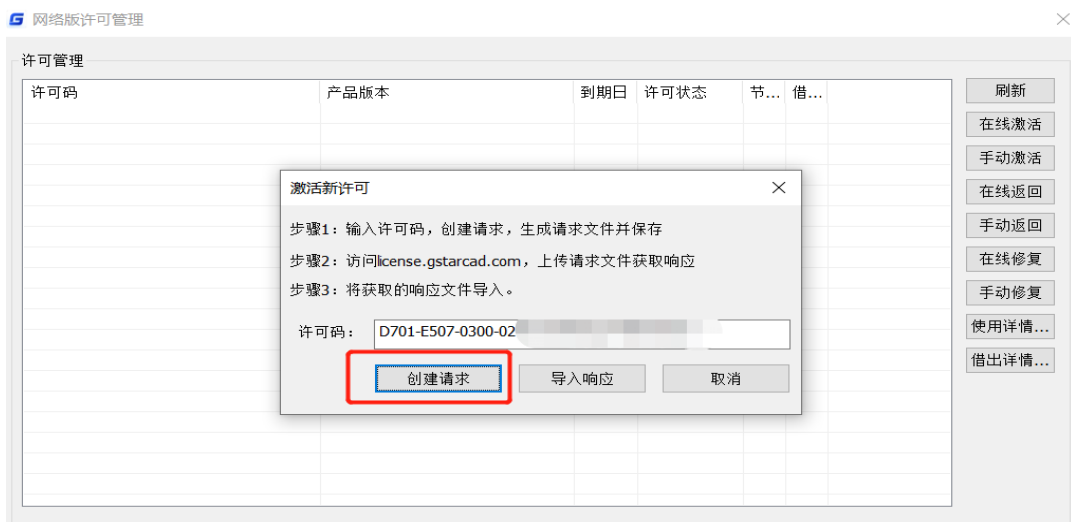 网络版许可管理
许可管理
许可码 产品版本 到期日 许可状态 节... 借...
刷新
在线激活
手动激活
在线返回
手动返回
在线修复
手动修复
使用详情...
借出详情...
激活新许可
步骤1：输入许可码，创建请求，生成请求文件并保存
步骤2：访问license.gstarcad.com，上传请求文件获取响应
步骤3：将获取的响应文件导入。
许可码： D701-E507-0300-02
创建请求 导入响应 取消